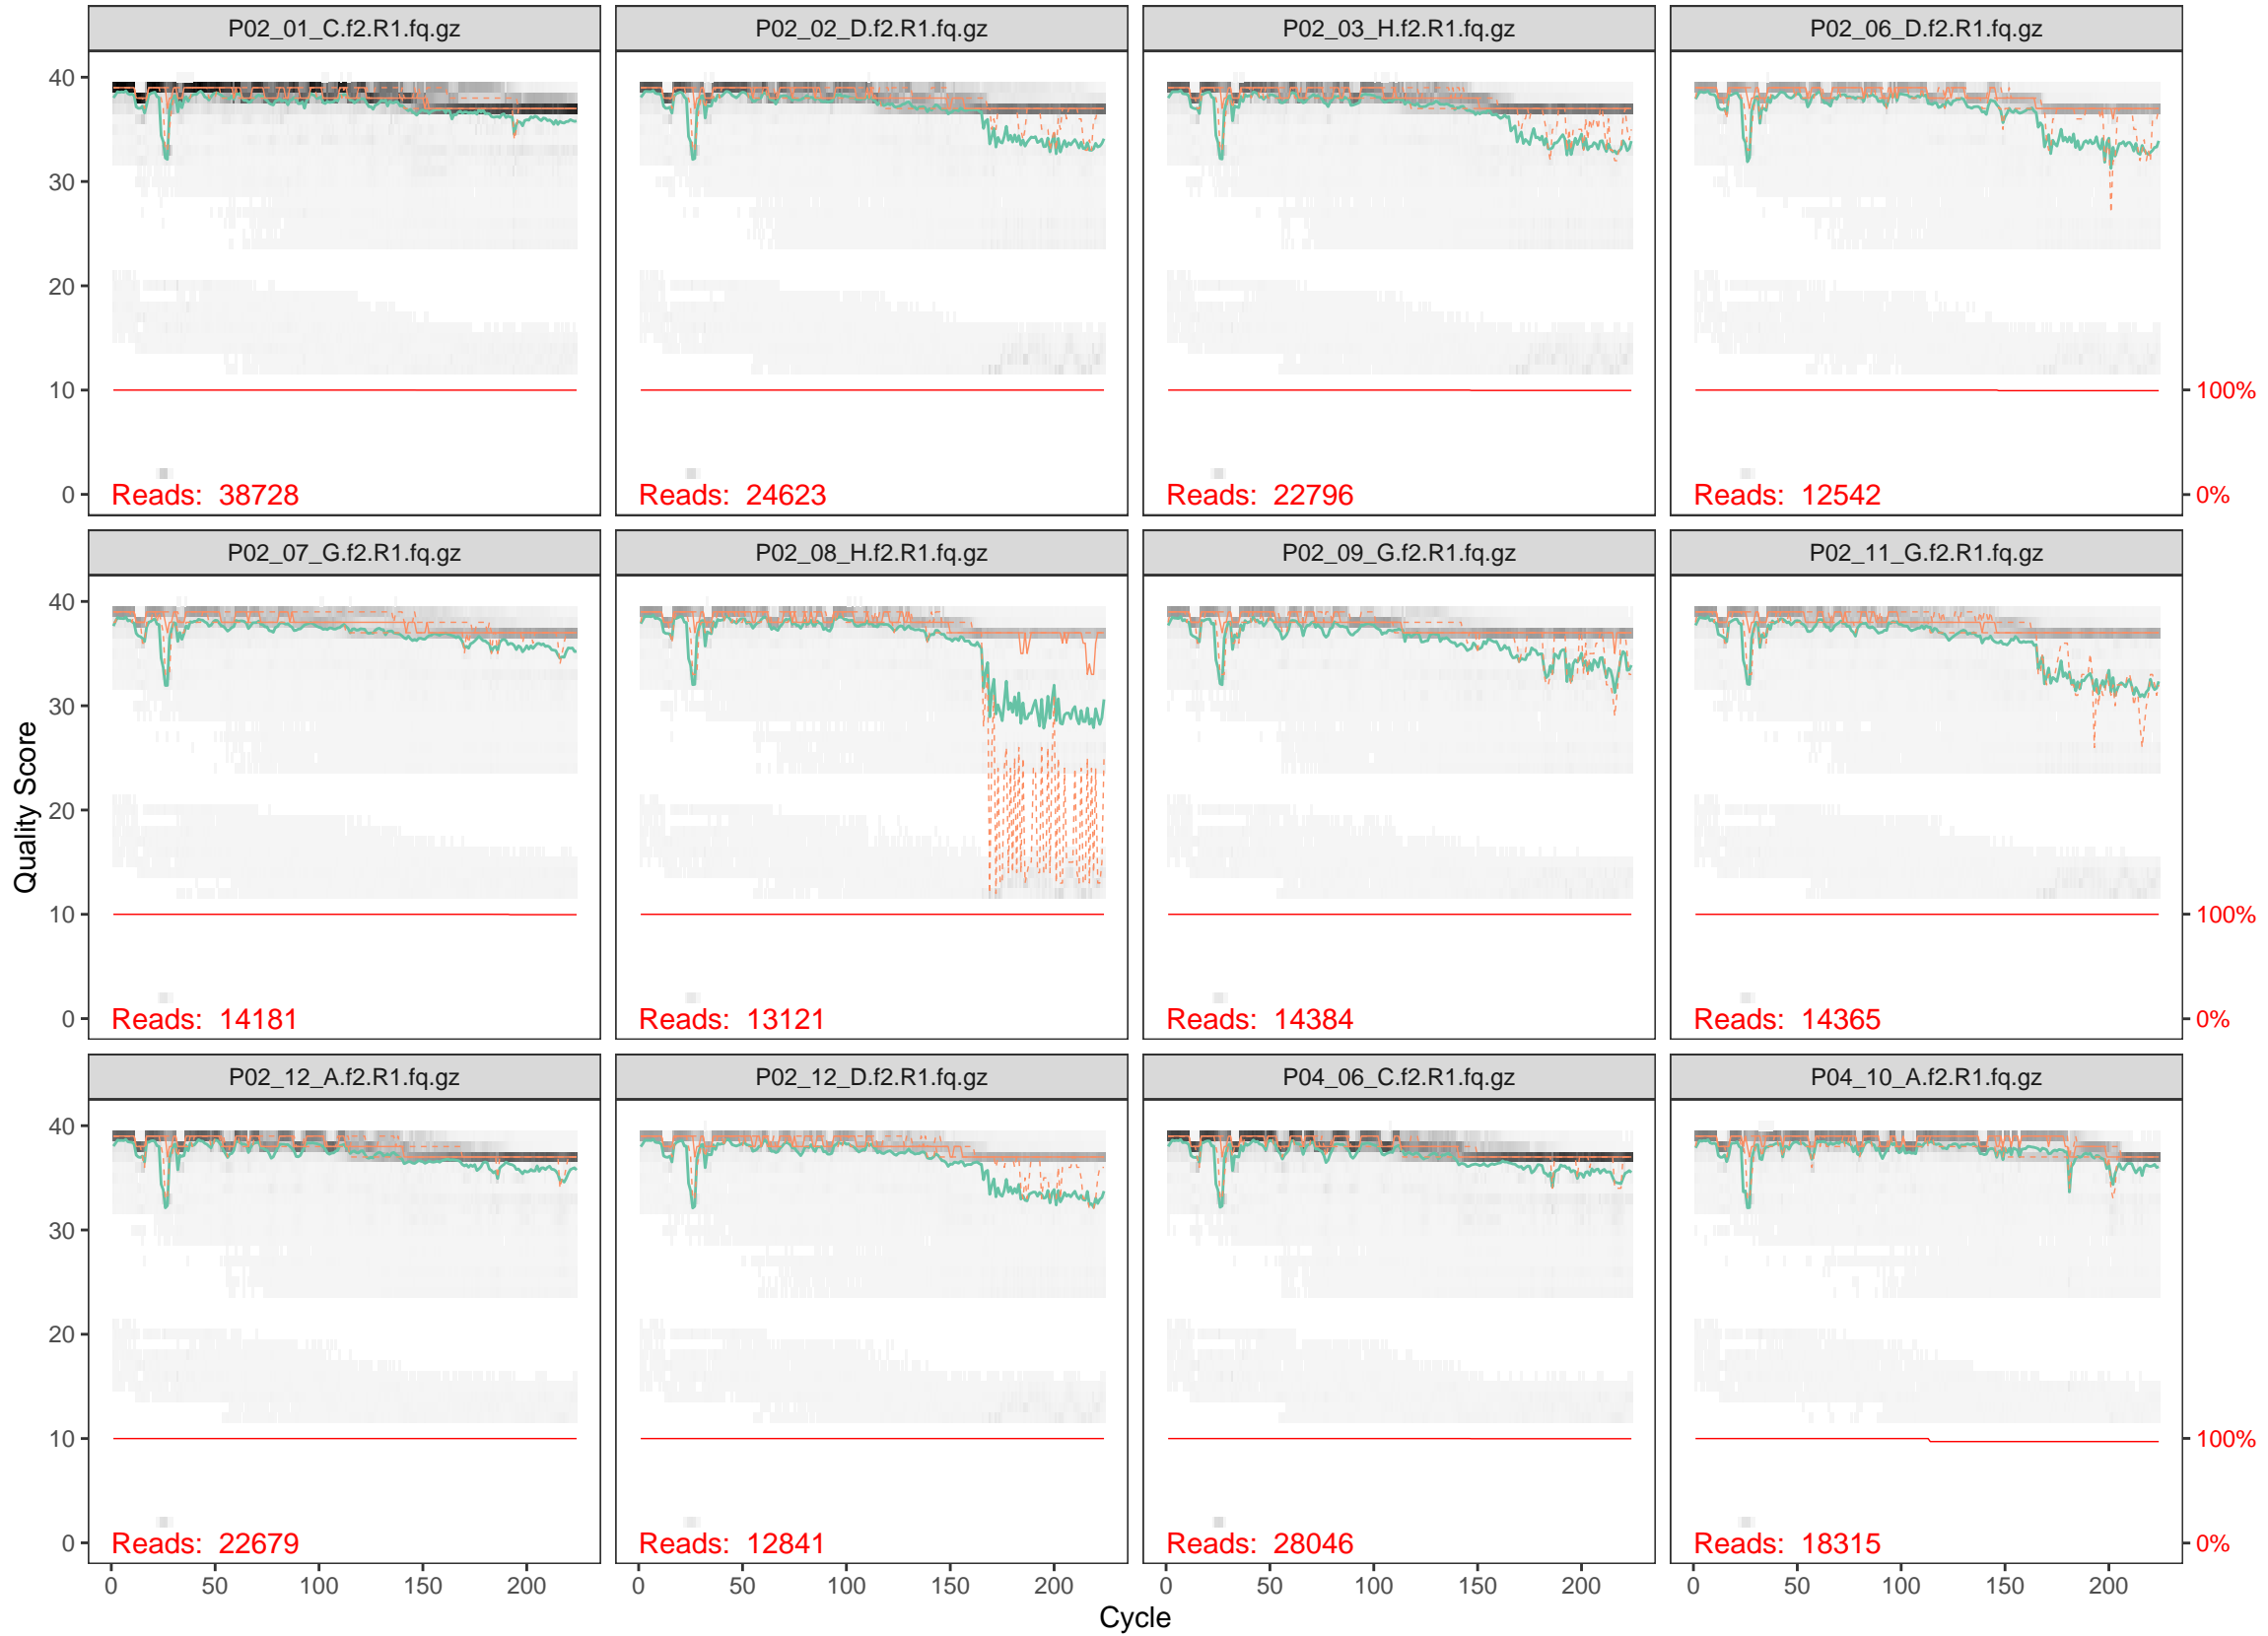 P02_01_C.f2.R1.fq.gz
P02_02_D.f2.R1.fq.gz
P02_03_H.f2.R1.fq.gz
P02_06_D.f2.R1.fq.gz
40
30
20
10
0
Reads: 38728
Reads: 24623
Reads: 22796
Reads: 12542
100%
0%
P02_07_G.f2.R1.fq.gz
P02_08_H.f2.R1.fq.gz
P02_09_G.f2.R1.fq.gz
P02_11_G.f2.R1.fq.gz
Quality Score
40
30
20
10
0
Reads: 14181
Reads: 13121
Reads: 14384
Reads: 14365
100%
0%
P02_12_A.f2.R1.fq.gz
P02_12_D.f2.R1.fq.gz
P04_06_C.f2.R1.fq.gz
P04_10_A.f2.R1.fq.gz
40
30
20
10
0
Reads: 22679
Reads: 12841
Reads: 28046
Reads: 18315
100%
0%
0 50 100 150 200
0 50 100 150 200
0 50 100 150 200
0 50 100 150 200
Cycle